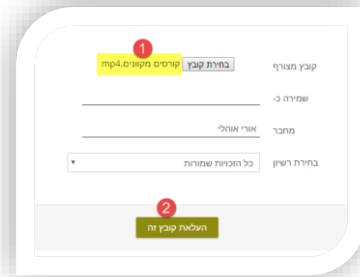 1
קובץ מצורף בחירת קובץ קורסים מקוונים.mp4
שמירה כ-
מחבר אורי אוהלי
בחירת רשיון כל הזכויות שמורות
2
העלאת קובץ זה